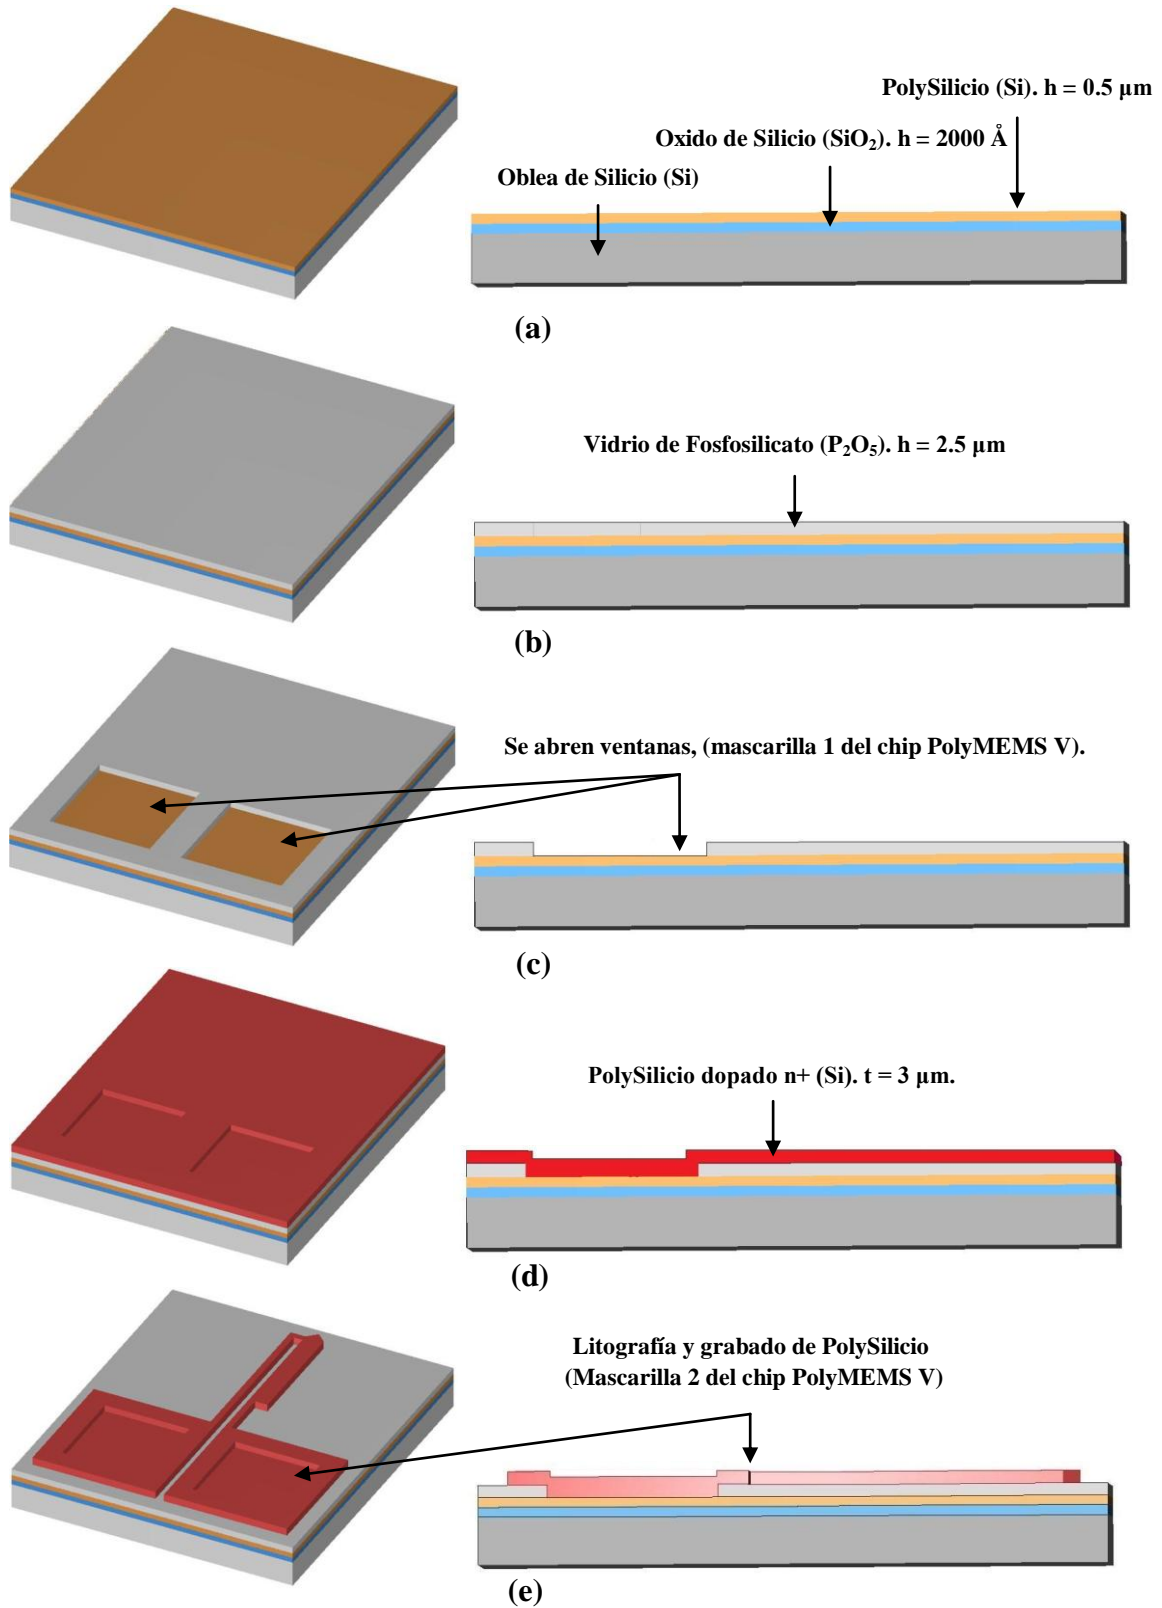 PolySilicio (Si). h = 0.5 µm
Oxido de Silicio (SiO₂). h = 2000 Å
Oblea de Silicio (Si)
(a)
Vidrio de Fosfosilicato (P₂O₅). h = 2.5 µm
(b)
Se abren ventanas, (mascarilla 1 del chip PolyMEMS V).
(c)
PolySilicio dopado n+ (Si). t = 3 µm.
(d)
Litografía y grabado de PolySilicio
(Mascarilla 2 del chip PolyMEMS V)
(e)